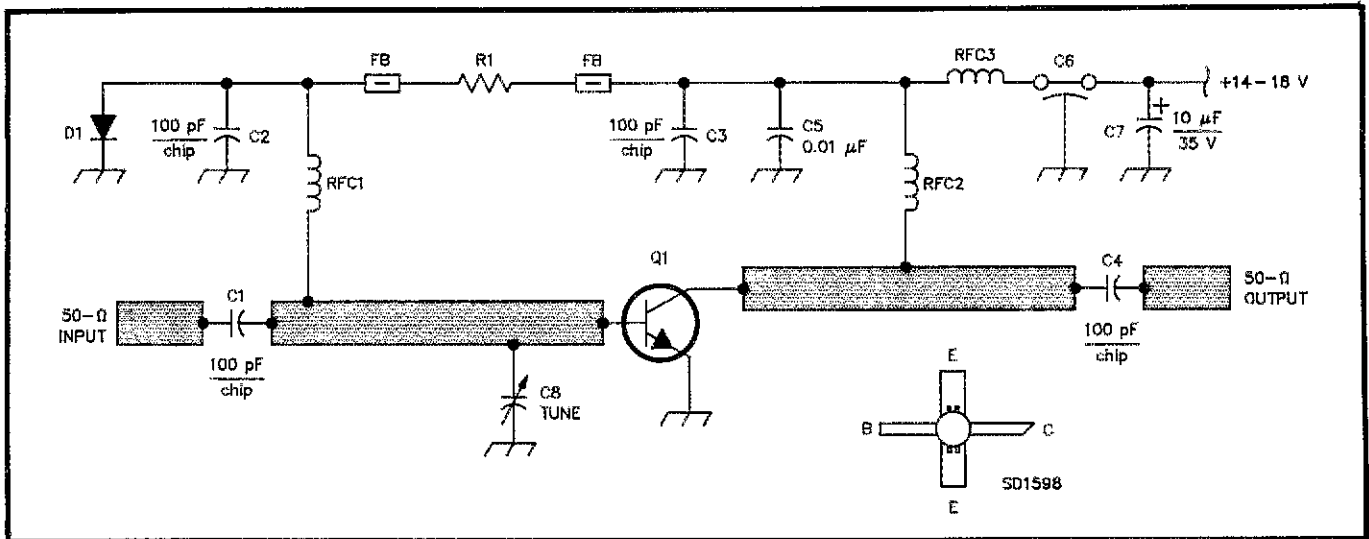 FB
R1
FB
RFC3
C6
+14-18 V
D1
100 pF
chip
C2
100 pF
chip
C3
C5
0.01 µF
C7
+
10 µF
35 V
RFC1
RFC2
Q1
50-Ω
INPUT
C1
100 pF
chip
C4
100 pF
chip
50-Ω
OUTPUT
C8
TUNE
E
B
C
SD1598
E